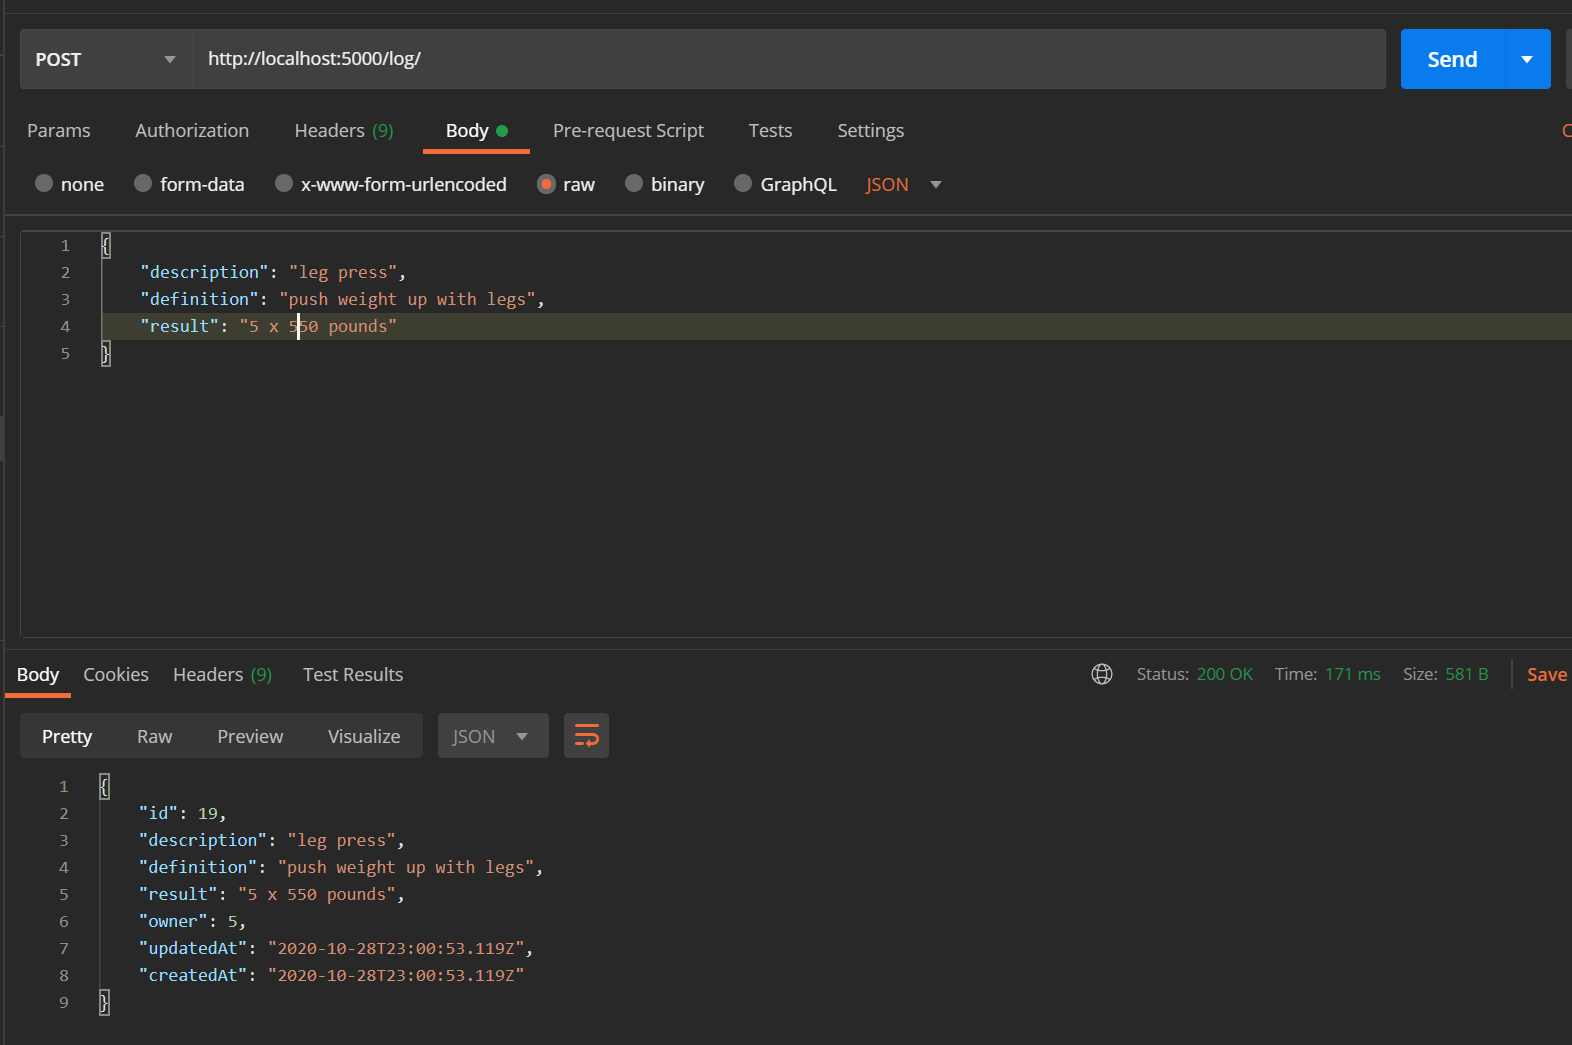 POST http://localhost:5000/log/ Send
Params Authorization Headers (9) Body Pre-request Script Tests Settings C
none form-data x-www-form-urlencoded raw binary GraphQL JSON
1 {
2 "description": "leg press",
3 "definition": "push weight up with legs",
4 "result": "5 x 550 pounds"
5 }
Body Cookies Headers (9) Test Results Status: 200 OK Time: 171 ms Size: 581 B Save
Pretty Raw Preview Visualize JSON
1 {
2 "id": 19,
3 "description": "leg press",
4 "definition": "push weight up with legs",
5 "result": "5 x 550 pounds",
6 "owner": 5,
7 "updatedAt": "2020-10-28T23:00:53.119Z",
8 "createdAt": "2020-10-28T23:00:53.119Z"
9 }